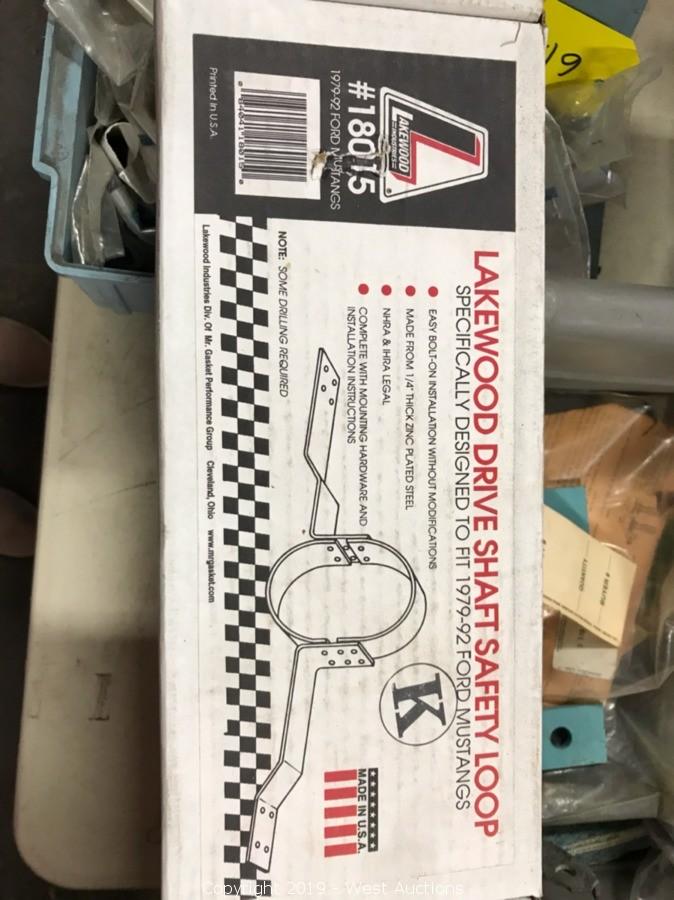 LAKEWOOD
INDUSTRIES
#18015
1979-92 FORD MUSTANGS
Printed in U.S.A.
LAKEWOOD DRIVE SHAFT SAFETY LOOP
SPECIFICALLY DESIGNED TO FIT 1979-92 FORD MUSTANGS
EASY BOLT-ON INSTALLATION WITHOUT MODIFICATIONS
MADE FROM 1/4" THICK ZINC PLATED STEEL
NHRA & IHRA LEGAL
COMPLETE WITH MOUNTING HARDWARE AND
INSTALLATION INSTRUCTIONS
NOTE: SOME DRILLING REQUIRED
K
MADE IN U.S.A.
Lakewood Industries Div. Of Mr. Gasket Performance Group Cleveland, Ohio www.mrgasket.com
Copyright 2019 - West Auctions